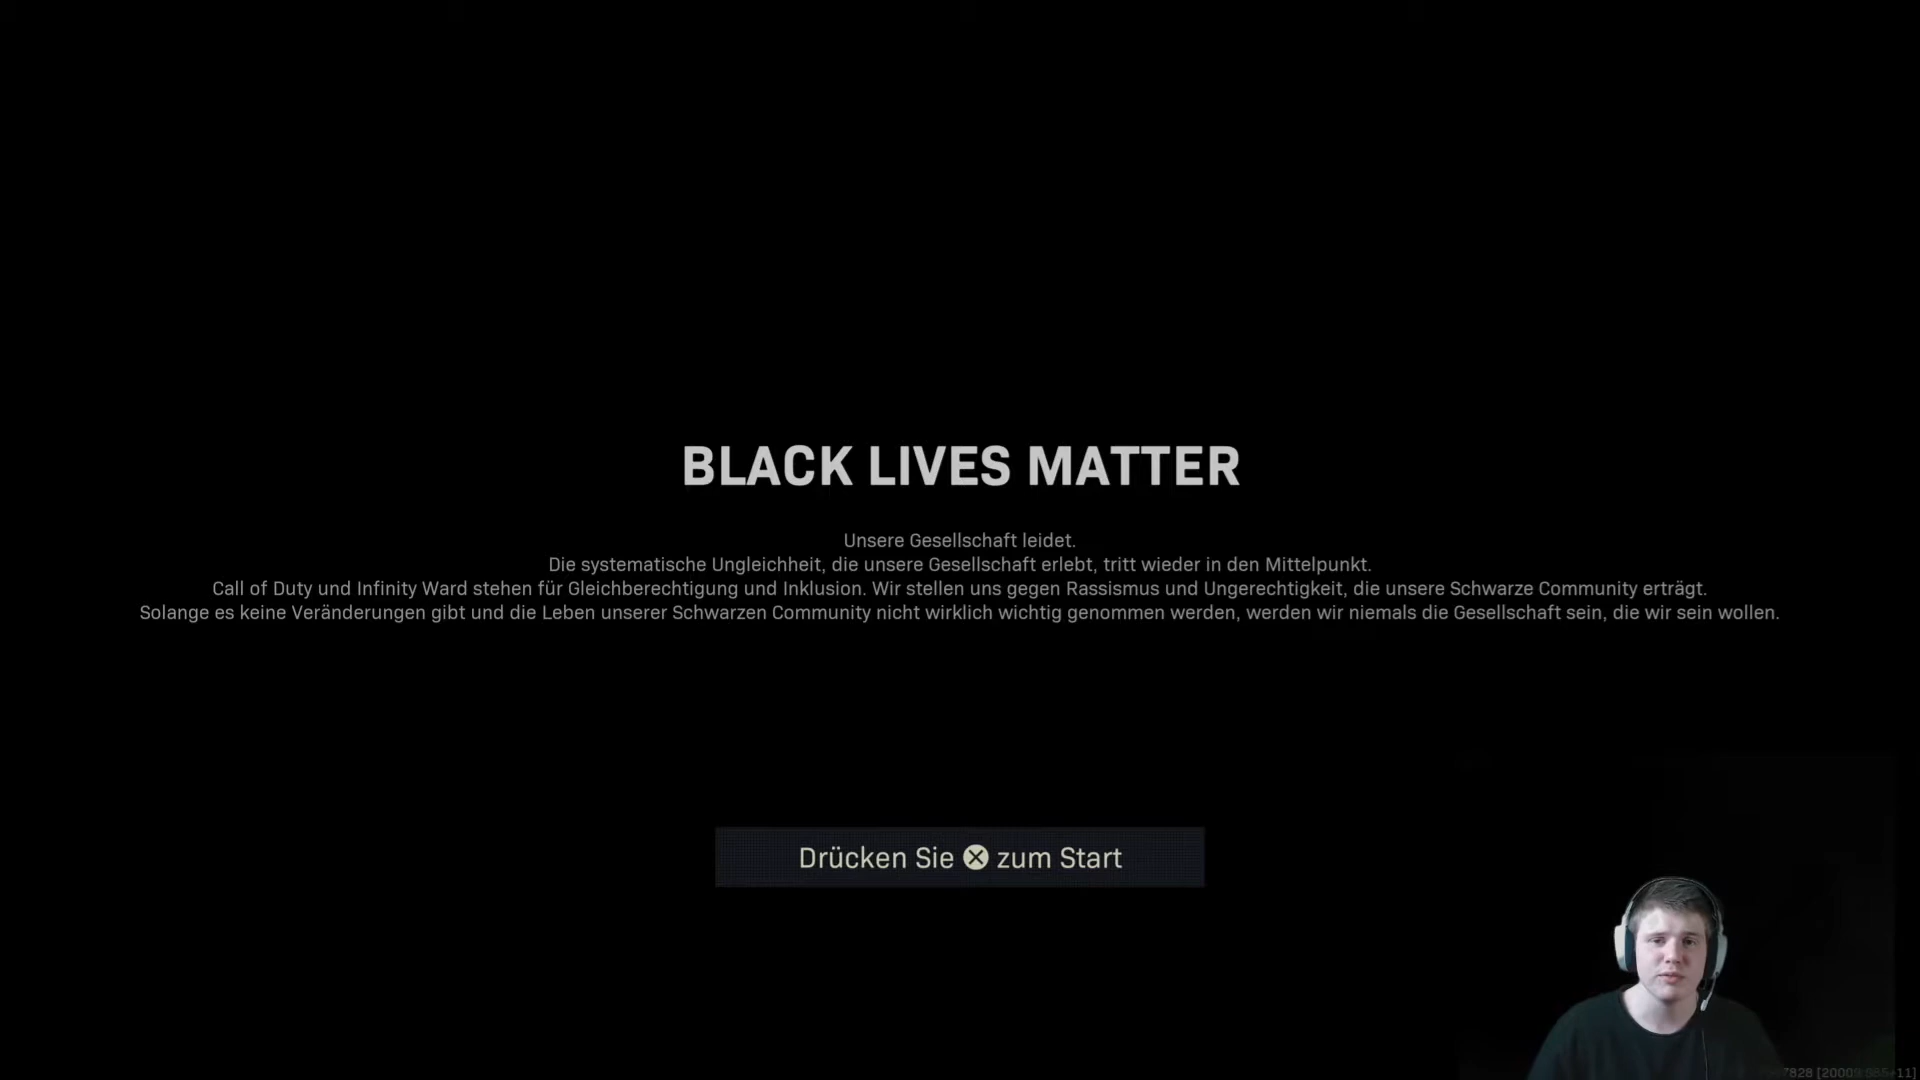 BLACK LIVES MATTER
Unsere Gesellschaft leidet.
Die systematische Ungleichheit, die unsere Gesellschaft erlebt, tritt wieder in den Mittelpunkt.
Call of Duty und Infinity Ward stehen für Gleichberechtigung und Inklusion. Wir stellen uns gegen Rassismus und Ungerechtigkeit, die unsere Schwarze Community erträgt.
Solange es keine Veränderungen gibt und die Leben unserer Schwarzen Community nicht wirklich wichtig genommen werden, werden wir niemals die Gesellschaft sein, die wir sein wollen.
Drücken Sie ⓧ zum Start